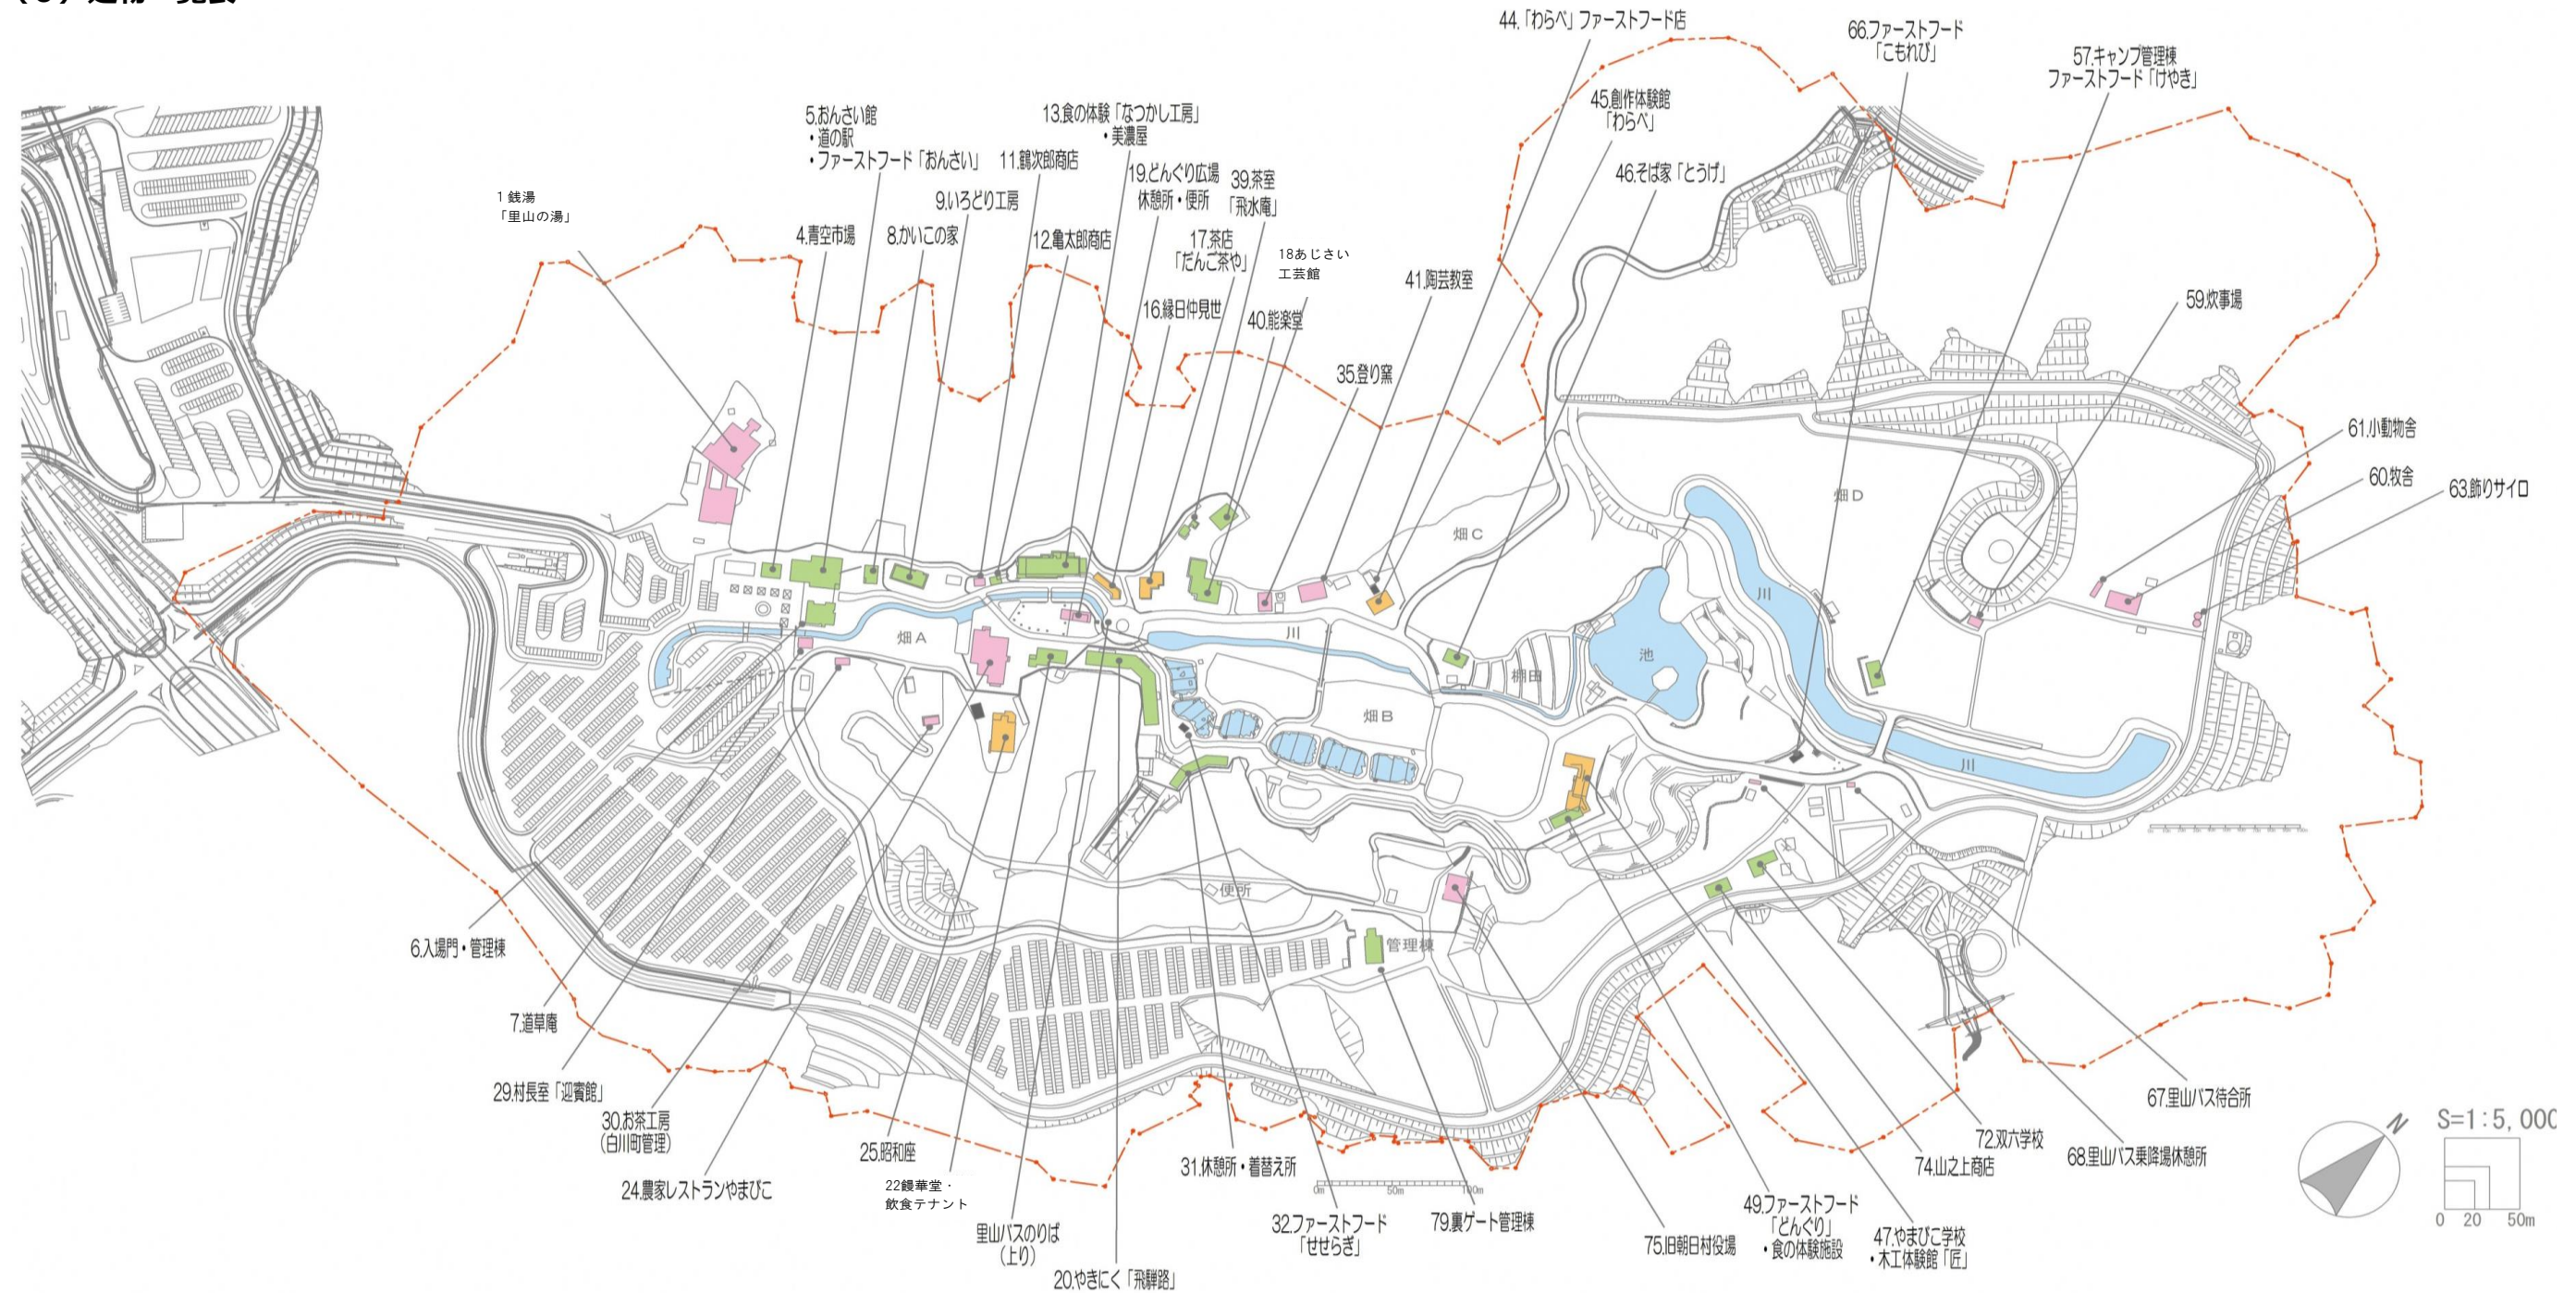 44.「わらべ」ファーストフード店
66.ファーストフード
「こもれび」
57.キャンプ管理棟
ファーストフード「けやき」
45.創作体験館
「わらべ」
5.おんさい館
・道の駅
・ファーストフード「おんさい」
13.食の体験「なつかし工房」
・美濃屋
11.鶴次郎商店
19.どんぐり広場
休憩所・便所
39.茶室
「飛水庵」
46.そば家「とうげ」
1銭湯
「里山の湯」
9.いろどり工房
4.青空市場
8.かいこの家
12.亀太郎商店
17.茶店
「だんご茶や」
18あじさい
工芸館
41.陶芸教室
16.縁日仲見世
40.能楽堂
59.炊事場
35.登り窯
61.小動物舎
60.牧舎
63.飾りサイロ
畑D
畑C
川
畑A
川
池
棚田
畑B
川
便所
管理棟
6.入場門・管理棟
7.道草庵
29.村長室「迎賓館」
30.お茶工房
(白川町管理)
24.農家レストランやまびこ
25.昭和座
22饅華堂・
飲食テナント
里山バスのりば
(上り)
20.やきにく「飛騨路」
31.休憩所・着替え所
0m 50m 100m
32.ファーストフード
「せせらぎ」
79.裏ゲート管理棟
75.旧朝日村役場
49.ファーストフード
「どんぐり」
・食の体験施設
47.やまびこ学校
・木工体験館「匠」
74.山之上商店
72.双六学校
68.里山バス乗降場休憩所
67.里山バス待合所
N
S=1:5,000
0 20 50m